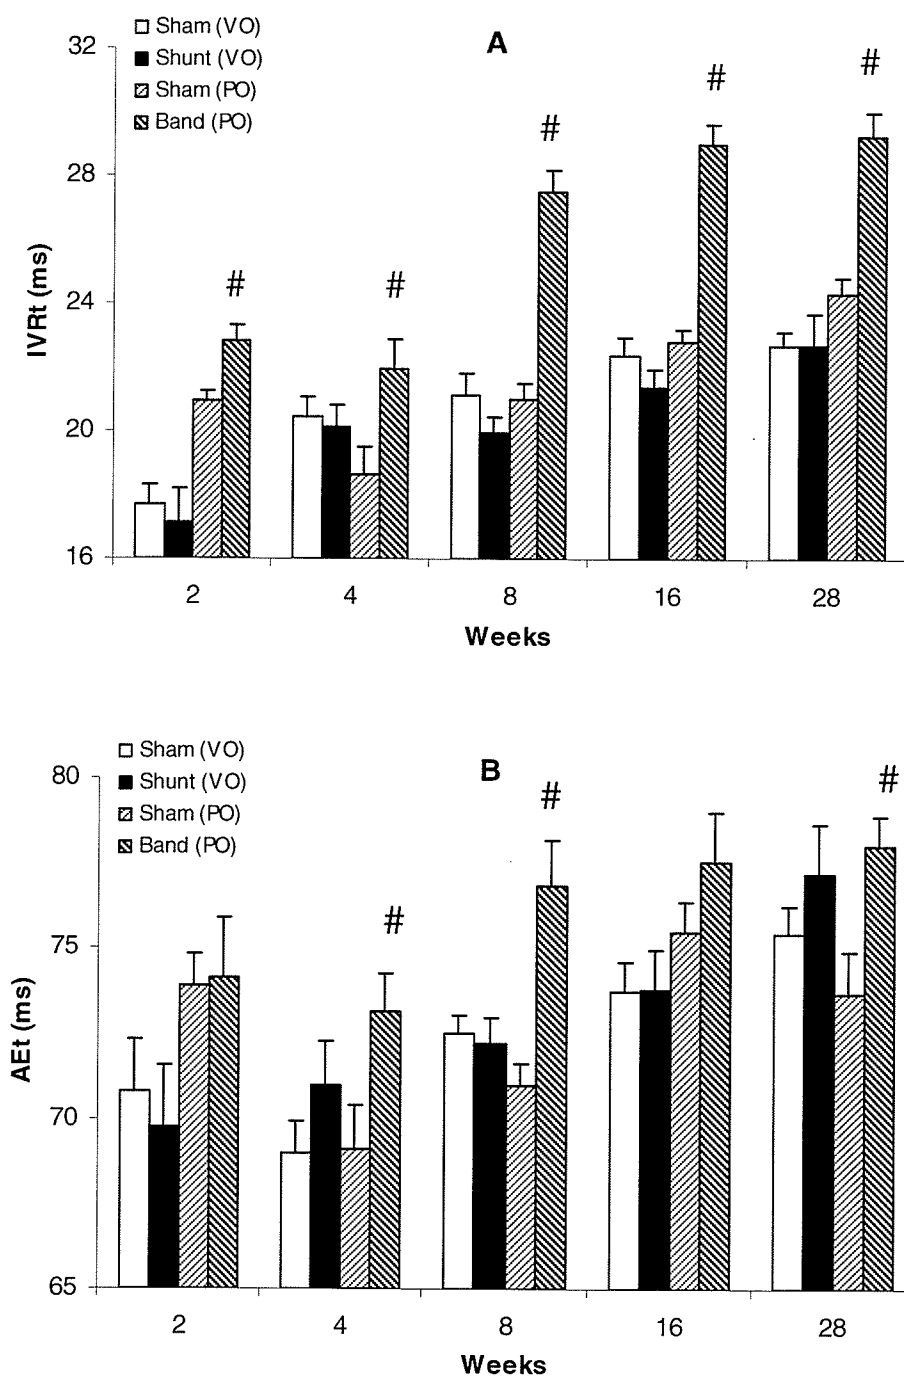 Sham (VO)
Shunt (VO)
Sham (PO)
Band (PO)
A
32
28
24
20
16
IVRt (ms)
# # # # #
2 4 8 16 28
Weeks
Sham (VO)
Shunt (VO)
Sham (PO)
Band (PO)
B
80
75
70
65
AEt (ms)
# # #
2 4 8 16 28
Weeks